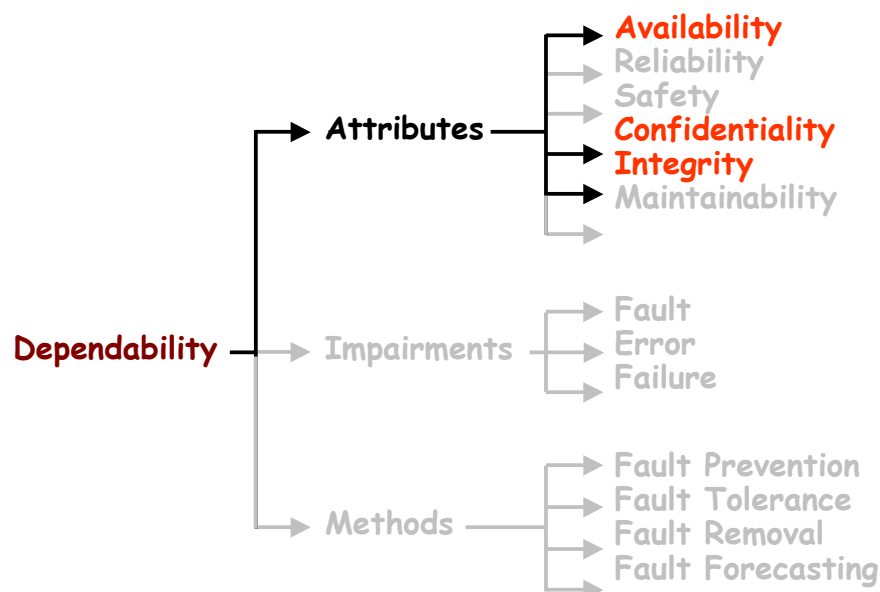 Availability
Reliability
Safety
Attributes
Confidentiality
Integrity
Maintainability
Dependability
Impairments
Fault
Error
Failure
Methods
Fault Prevention
Fault Tolerance
Fault Removal
Fault Forecasting